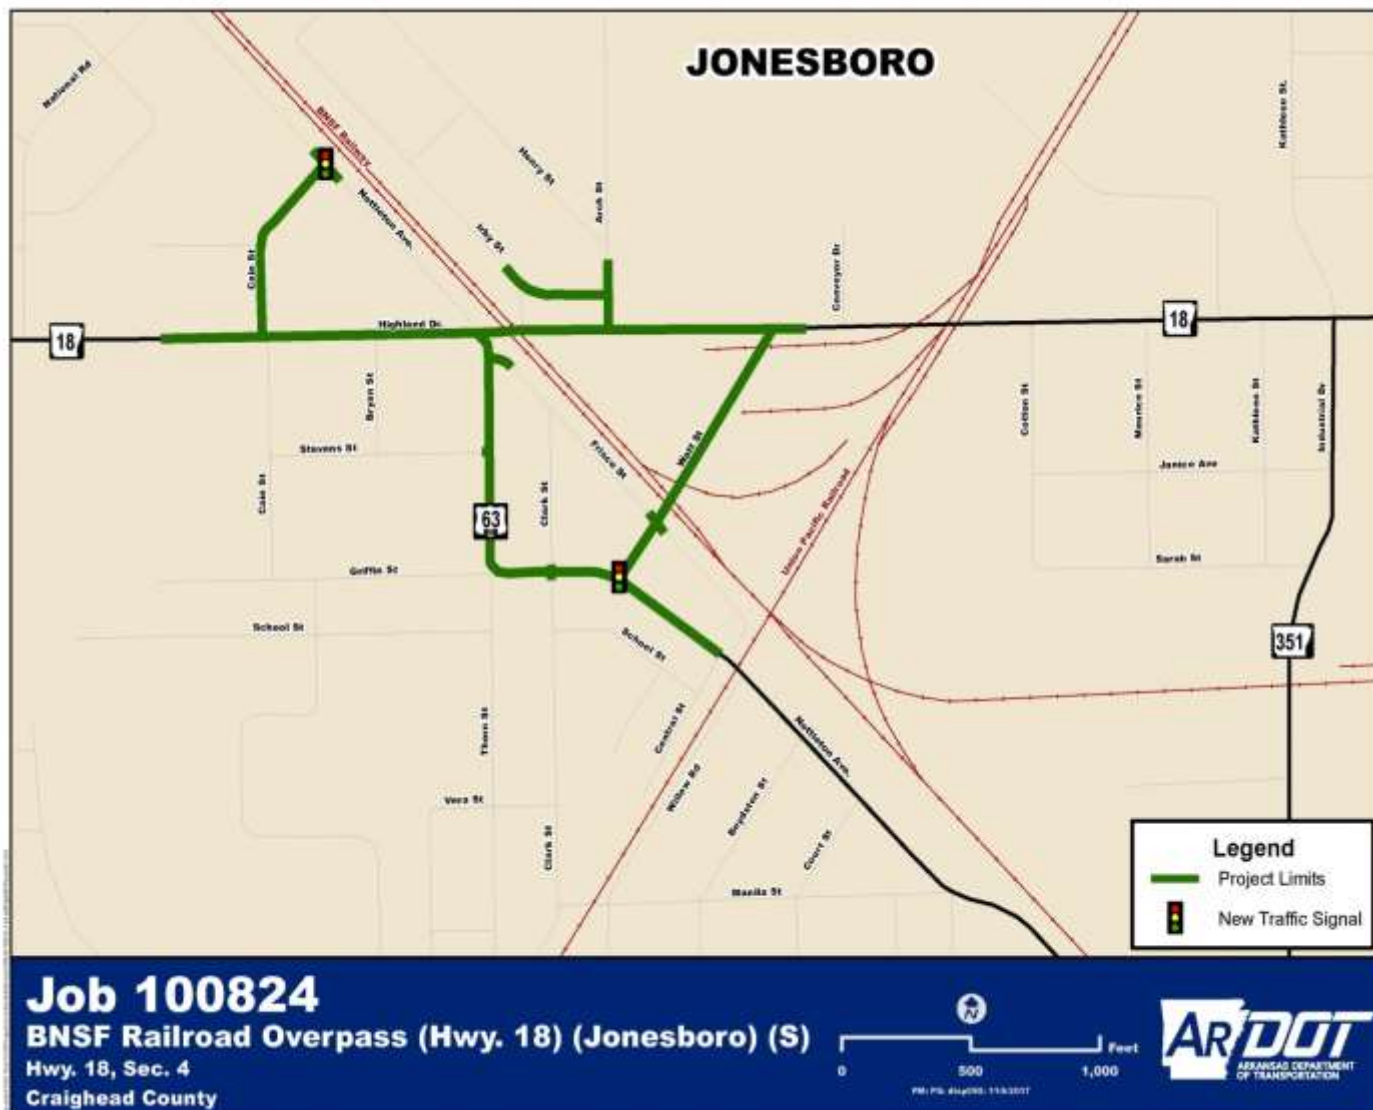 JONESBORO
National Rd
BNSF Railway
Nettleton Ave.
Henry St
Irby St
Arch St
Kathleen St.
Conveyor Dr
Cain St
Highland Dr.
18
18
Bryan St
Stevens St
Cain St
Clark St
Frisco St
Watt St
63
Griffin St
School St
School St
Union Pacific Railroad
Cotton St
Maurice St
Kathleen St
Industrial Dr
Janice Ave
Sarah St
351
Thorn St
Central St
Willow Rd
Nettleton Ave.
Boydston St
Court St
Vera St
Clark St
Manila St
Legend
Project Limits
New Traffic Signal
Job 100824
BNSF Railroad Overpass (Hwy. 18) (Jonesboro) (S)
Hwy. 18, Sec. 4
Craighead County
N
Feet
0 500 1,000
ARDOT
ARKANSAS DEPARTMENT
OF TRANSPORTATION